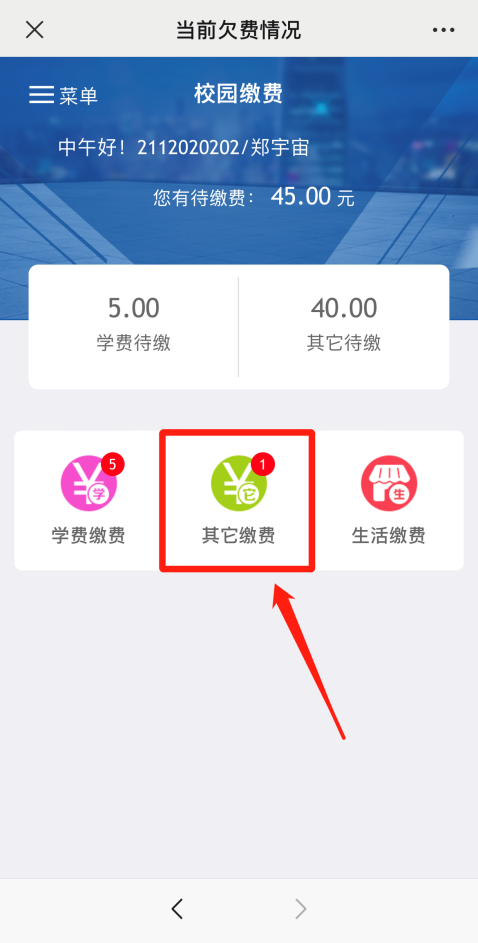 当前欠费情况
菜单
校园缴费
中午好！2112020202/郑宇宙
您有待缴费： 45.00 元
5.00
学费待缴
40.00
其它待缴
5
学
学费缴费
1
它
其它缴费
生
生活缴费